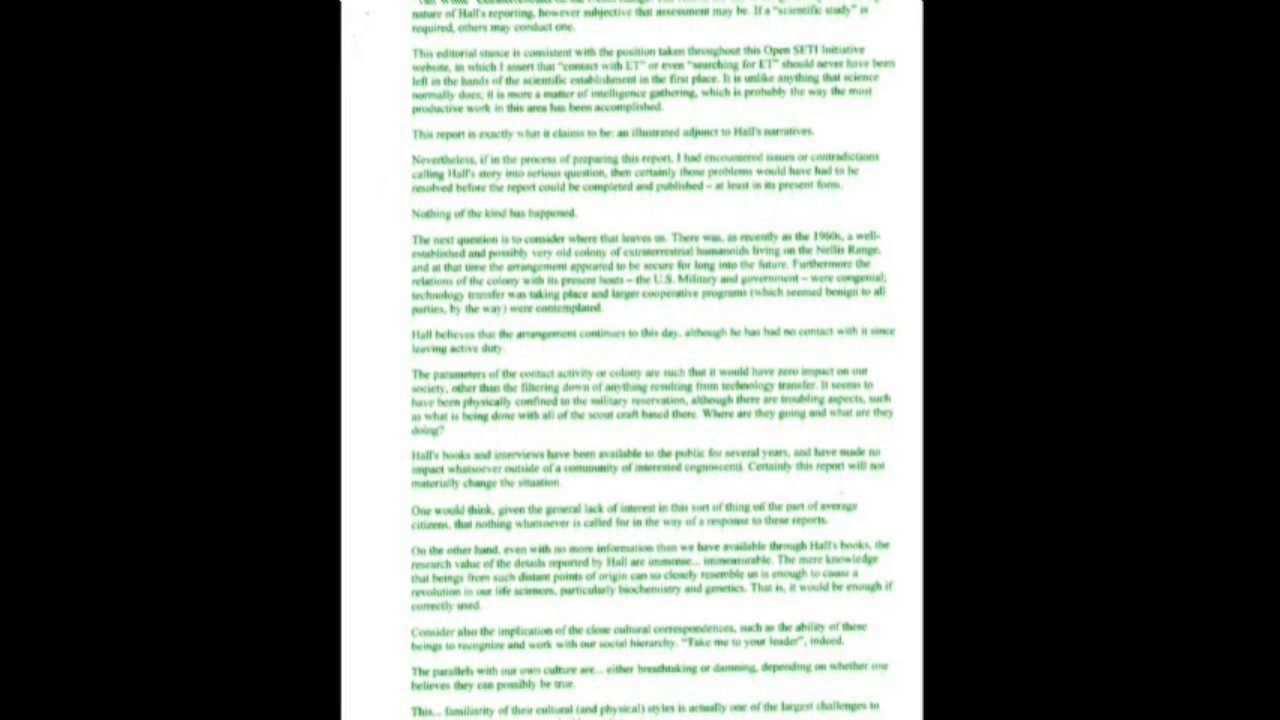 nature of Hall's reporting, however subjective that assessment may be. If a "scientific study" is
required, others may conduct one.
This editorial stance is consistent with the position taken throughout this Open SETI Initiative
website, in which I assert that "contact with ET" or even "searching for ET" should never have been
left in the hands of the scientific establishment in the first place. It is unlike anything that science
normally does; it is more a matter of intelligence gathering, which is probably the way the most
productive work in this area has been accomplished.
This report is exactly what it claims to be: an illustrated adjunct to Hall's narratives.
Nevertheless, if in the process of preparing this report, I had encountered issues or contradictions
calling Hall's story into serious question, then certainly those problems would have had to be
resolved before the report could be completed and published – at least in its present form.
Nothing of the kind has happened.
The next question is to consider where that leaves us. There was, as recently as the 1960s, a well-
established and possibly very old colony of extraterrestrial humanoids living on the Nellis Range,
and at that time the arrangement appeared to be secure for long into the future. Furthermore the
relations of the colony with its present hosts – the U.S. Military and government – were congenial;
technology transfer was taking place and larger cooperative programs (which seemed benign to all
parties, by the way) were contemplated.
Hall believes that the arrangement continues to this day, although he has had no contact with it since
leaving active duty.
The parameters of the contact activity or colony are such that it would have zero impact on our
society, other than the filtering down of anything resulting from technology transfer. It seems to
have been physically confined to the military reservation, although there are troubling aspects, such
as what is being done with all of the scout craft based there. Where are they going and what are they
doing?
Hall's books and interviews have been available to the public for several years, and have made no
impact whatsoever outside of a community of interested cognoscenti. Certainly this report will not
materially change the situation.
One would think, given the general lack of interest in this sort of thing on the part of average
citizens, that nothing whatsoever is called for in the way of a response to these reports.
On the other hand, even with no more information than we have available through Hall's books, the
research value of the details reported by Hall are immense... immeasurable. The mere knowledge
that beings from such distant points of origin can so closely resemble us is enough to cause a
revolution in our life sciences, particularly biochemistry and genetics. That is, it would be enough if
correctly used.
Consider also the implication of the close cultural correspondences, such as the ability of these
beings to recognize and work with our social hierarchy. "Take me to your leader", indeed.
The parallels with our own culture are... either breathtaking or damning, depending on whether one
believes they can possibly be true.
This... familiarity of their cultural (and physical) styles is actually one of the largest challenges to